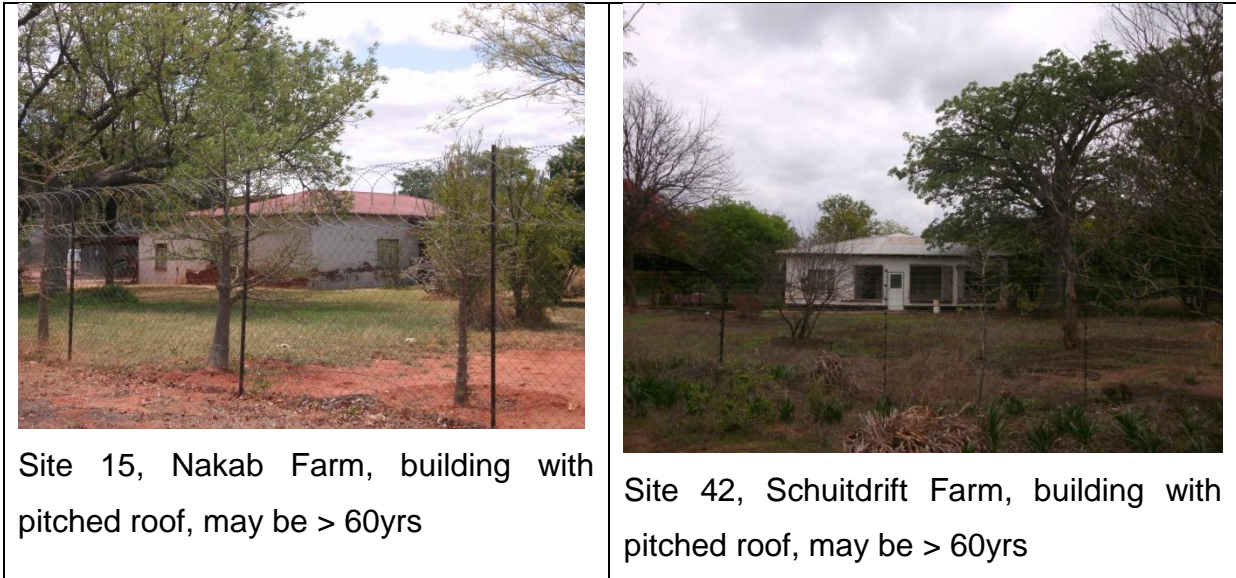 Site 15, Nakab Farm, building with
pitched roof, may be > 60yrs
Site 42, Schuitdrift Farm, building with
pitched roof, may be > 60yrs